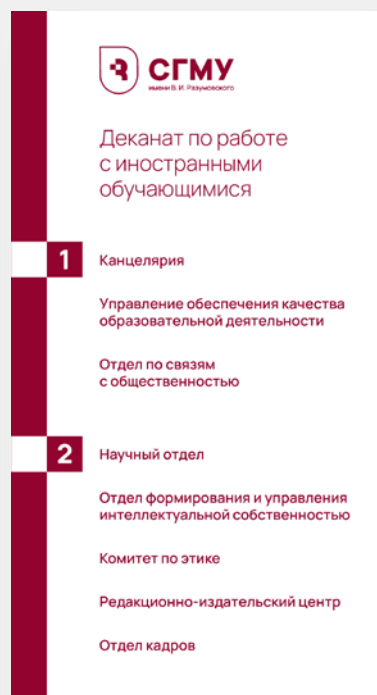 СГМУ
имени В. И. Разумовского
Деканат по работе
с иностранными
обучающимися
1
Канцелярия
Управление обеспечения качества
образовательной деятельности
Отдел по связям
с общественностью
2
Научный отдел
Отдел формирования и управления
интеллектуальной собственностью
Комитет по этике
Редакционно-издательский центр
Отдел кадров